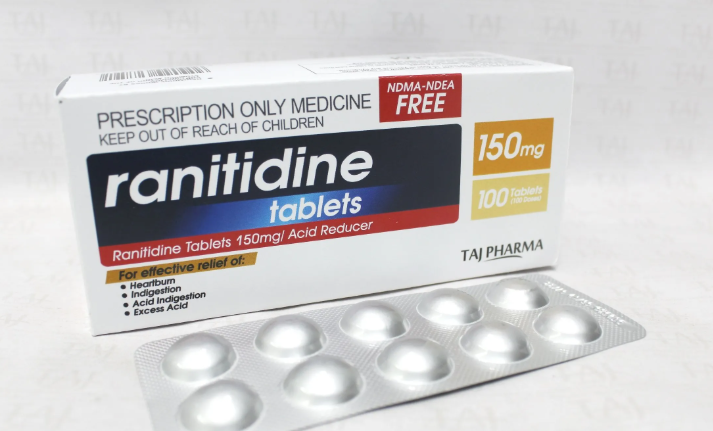 PRESCRIPTION ONLY MEDICINE
KEEP OUT OF REACH OF CHILDREN
NDMA-NDEA
FREE
ranitidine
tablets
Ranitidine Tablets 150mg/ Acid Reducer
150mg
100 Tablets
For effective relief of:
• Heartburn
• Indigestion
• Acid Indigestion
• Excess Acid
TAJ PHARMA